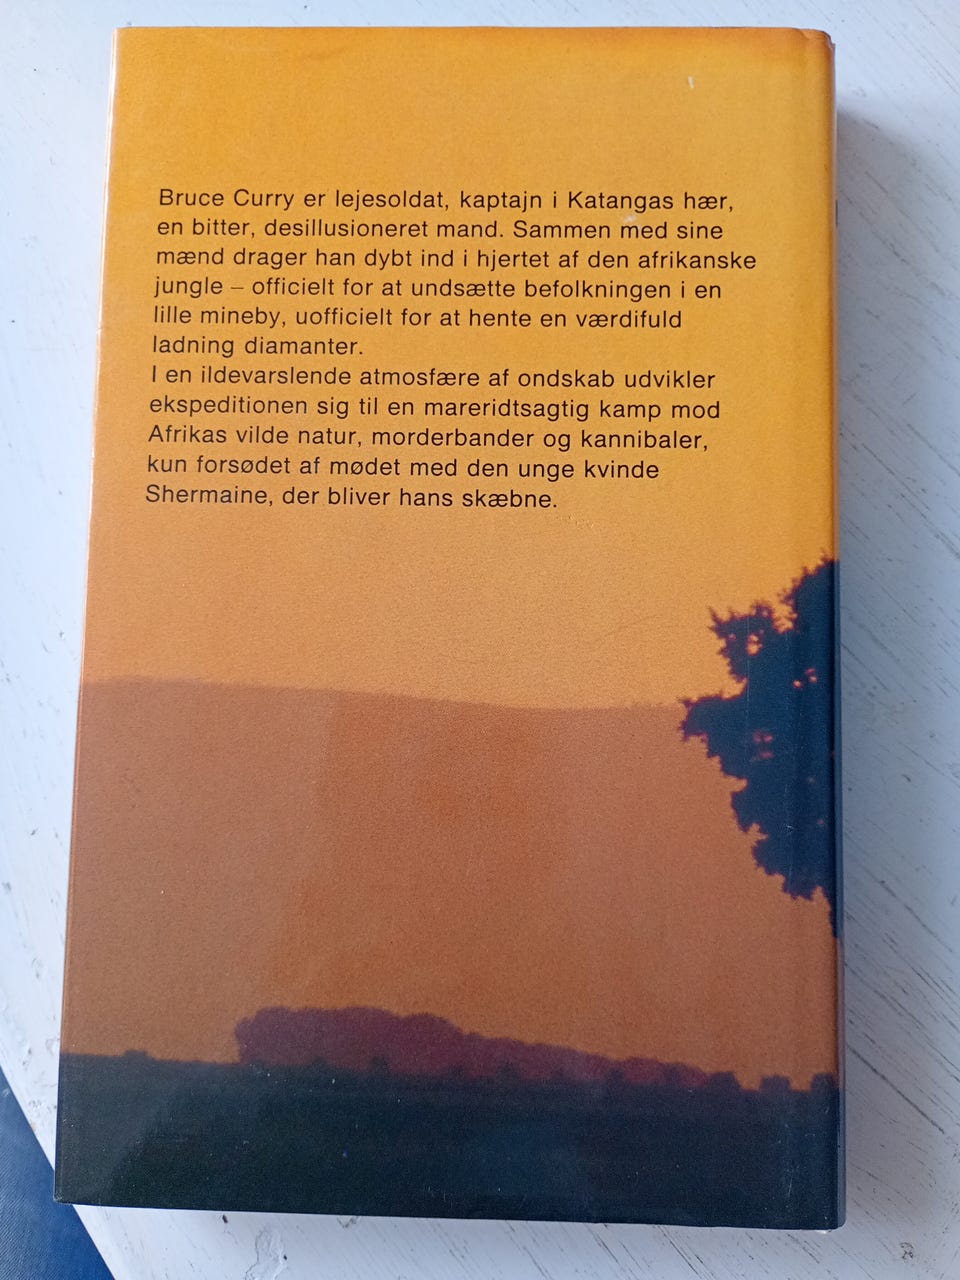 Bruce Curry er lejesoldat, kaptajn i Katangas hær,
en bitter, desillusioneret mand. Sammen med sine
mænd drager han dybt ind i hjertet af den afrikanske
jungle – officielt for at undsætte befolkningen i en
lille mineby, uofficielt for at hente en værdifuld
ladning diamanter.
I en ildevarslende atmosfære af ondskab udvikler
ekspeditionen sig til en mareridtsagtig kamp mod
Afrikas vilde natur, morderbander og kannibaler,
kun forsødet af mødet med den unge kvinde
Shermaine, der bliver hans skæbne.